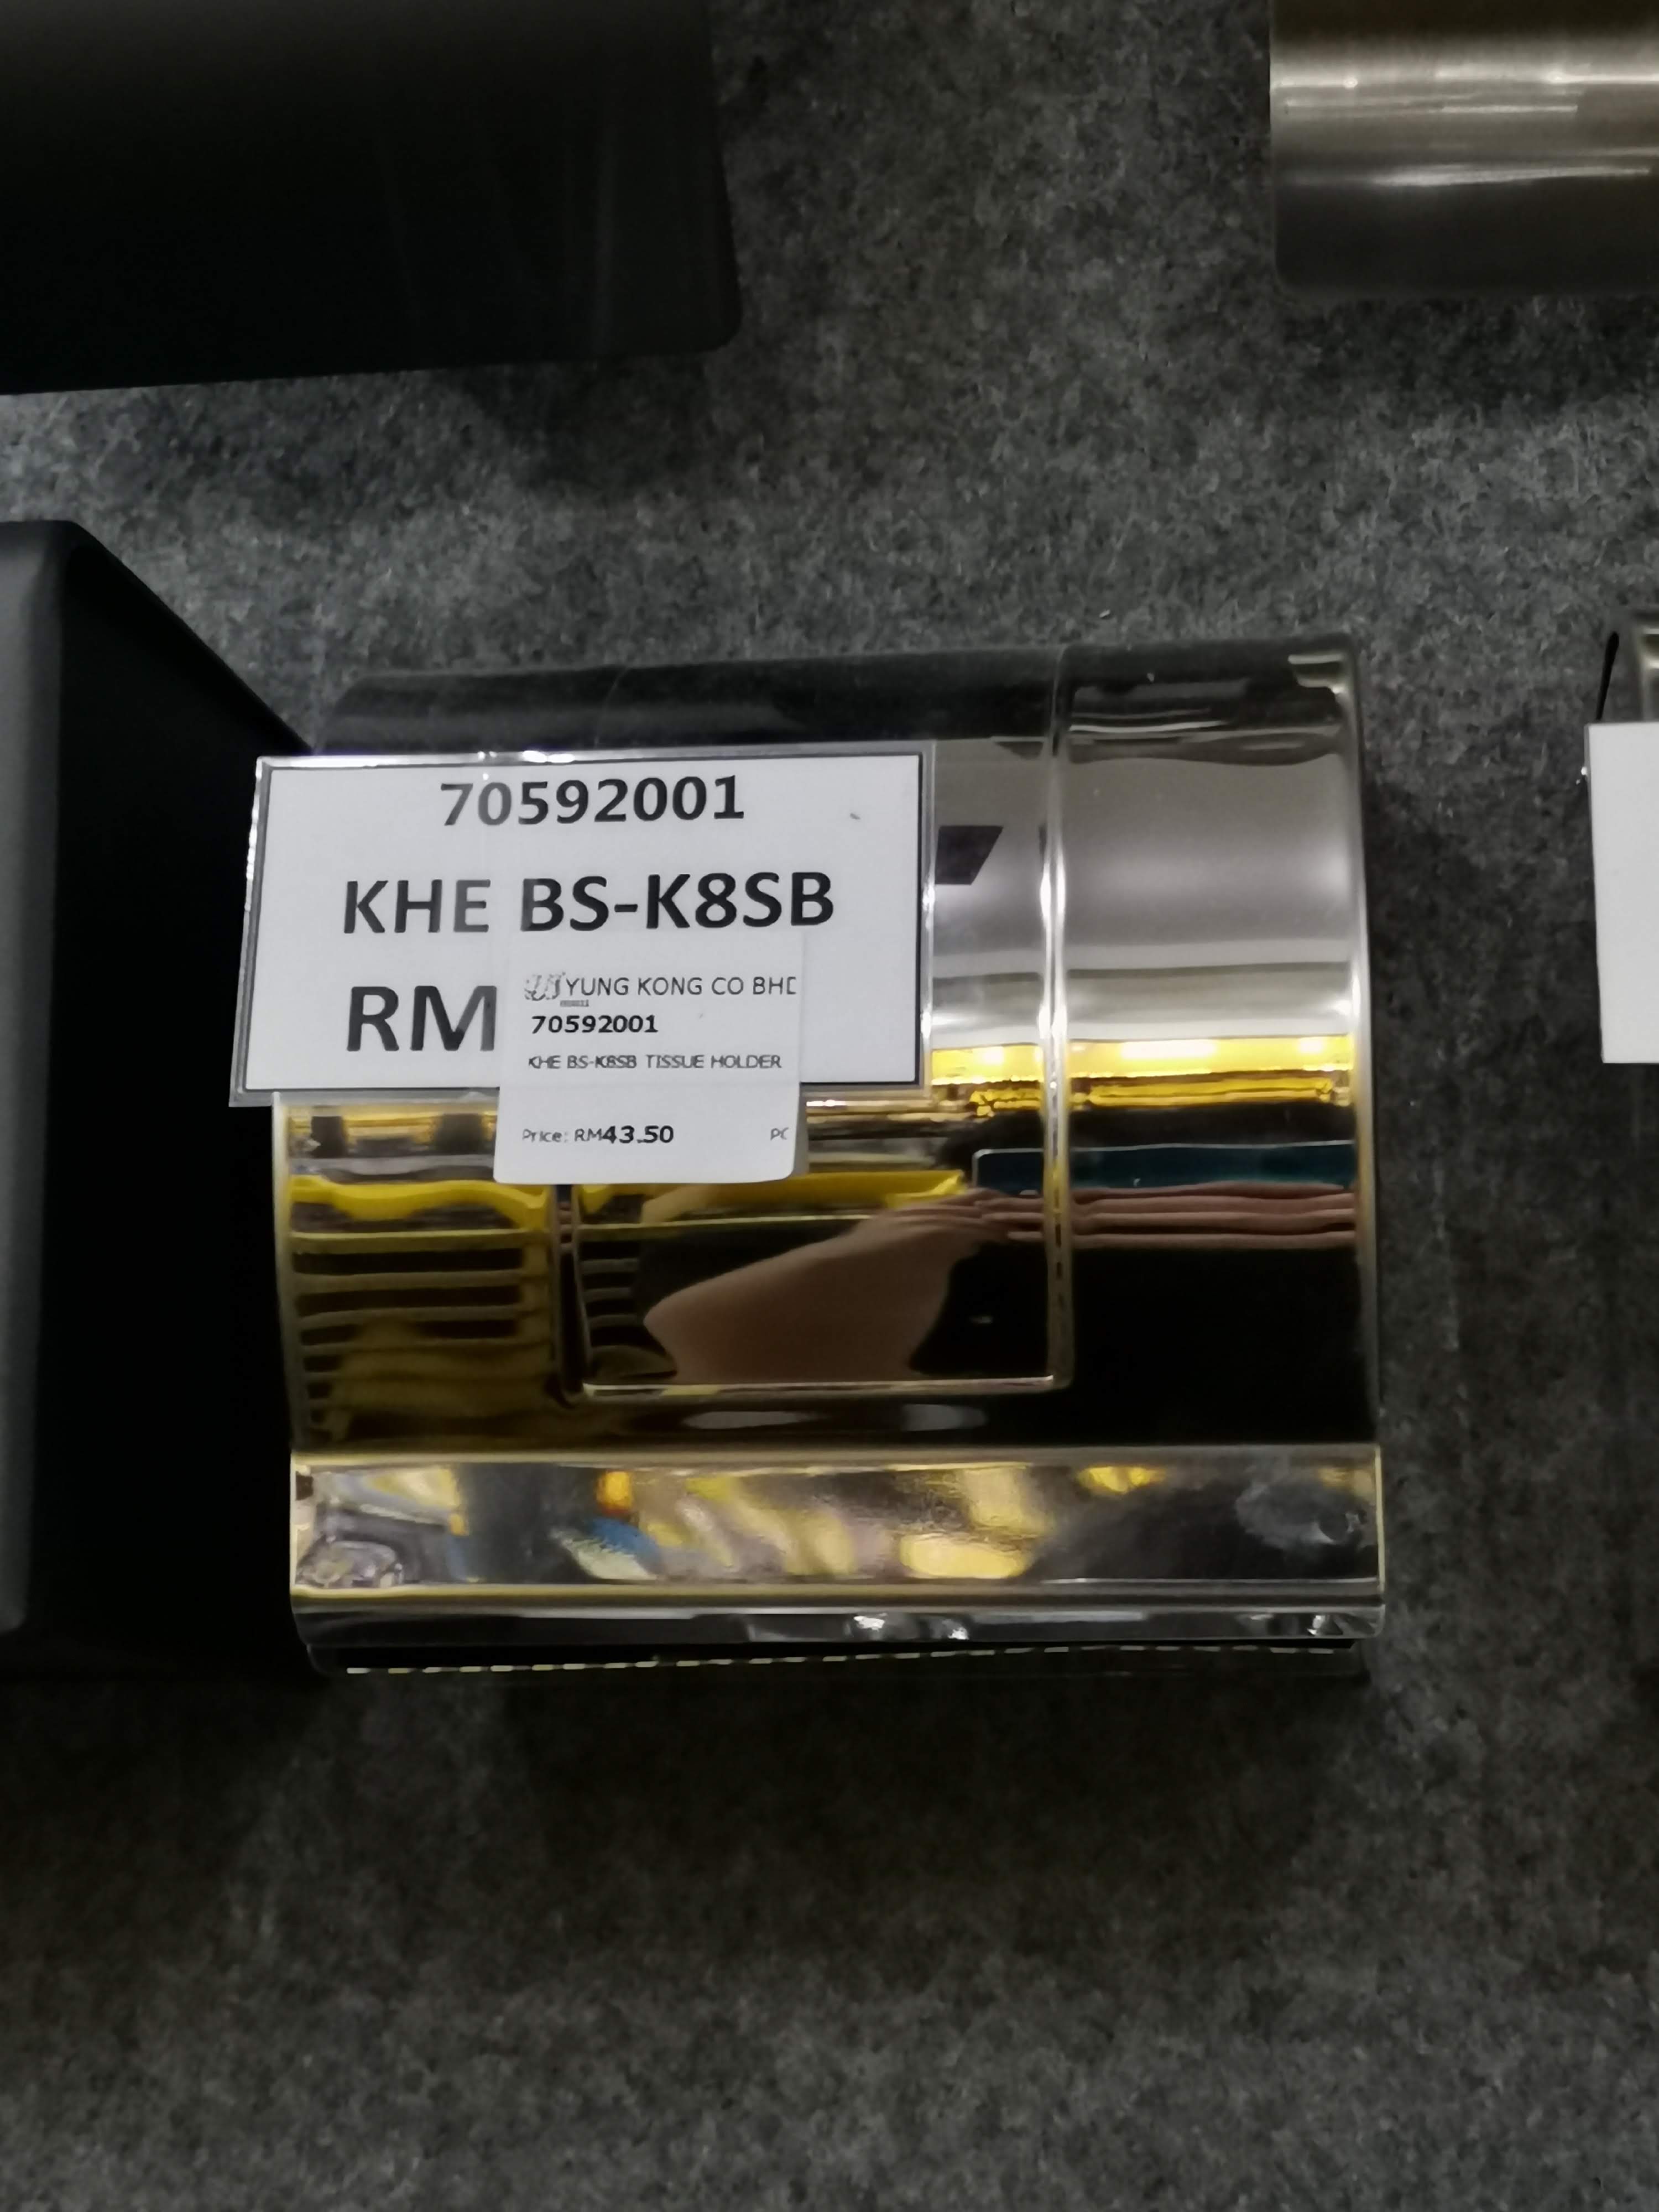 70592001
KHE BS-K8SB
RM
YUNG KONG CO BHD
70592001
KHE BS-K8SB TISSUE HOLDER
Price: RM43.50 PC